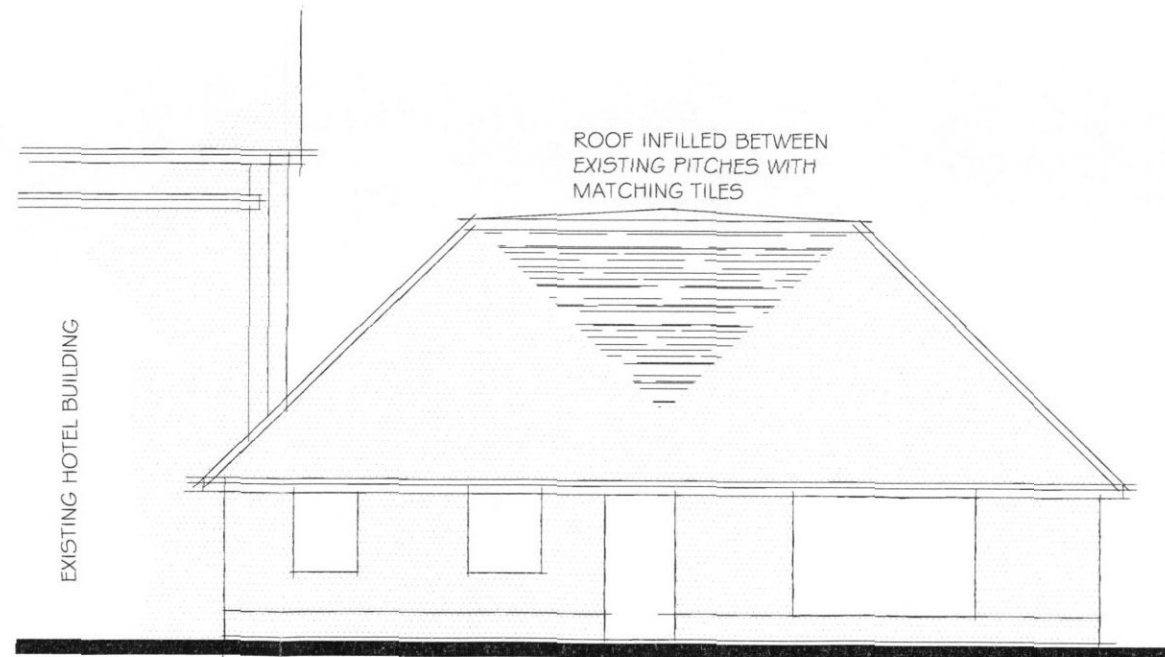 ROOF INFILLED BETWEEN
EXISTING PITCHES WITH
MATCHING TILES
EXISTING HOTEL BUILDING